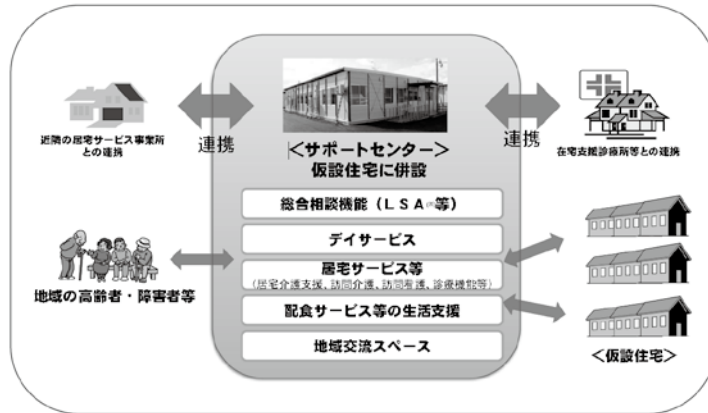 近隣の居宅サービス事業所
との連携
連携
<サポートセンター>
仮設住宅に併設
連携
在宅支援診療所等との連携
総合相談機能(LSA 等)
デイサービス
居宅サービス等
(居宅介護支援、訪問介護、訪問看護、診療機能等)
配食サービス等の生活支援
地域交流スペース
地域の高齢者・障害者等
<仮設住宅>